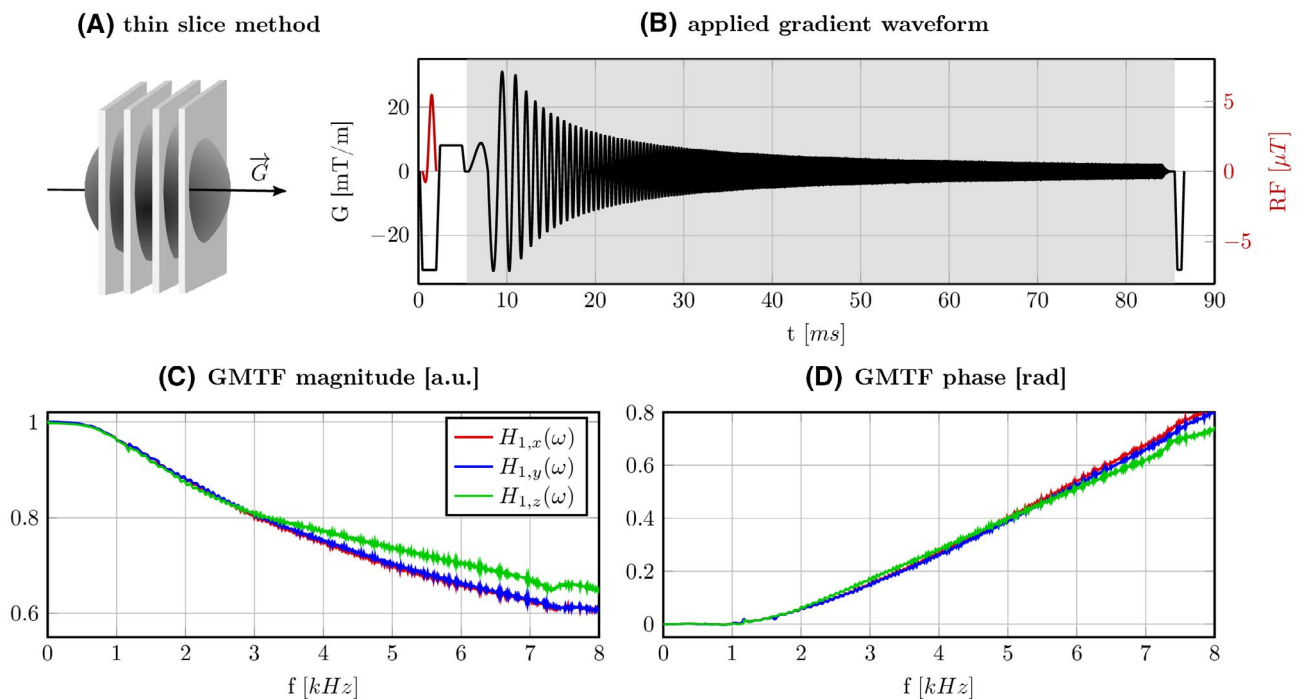 (A) thin slice method
(B) applied gradient waveform
G
G [mT/m]
20
0
−20
5
0
−5
RF [μT]
0 10 20 30 40 50 60 70 80 90
t [ms]
(C) GMTF magnitude [a.u.]
(D) GMTF phase [rad]
1
0.8
0.6
H1,x(ω)
H1,y(ω)
H1,z(ω)
0 1 2 3 4 5 6 7 8
f [kHz]
0.8
0.6
0.4
0.2
0
0 1 2 3 4 5 6 7 8
f [kHz]